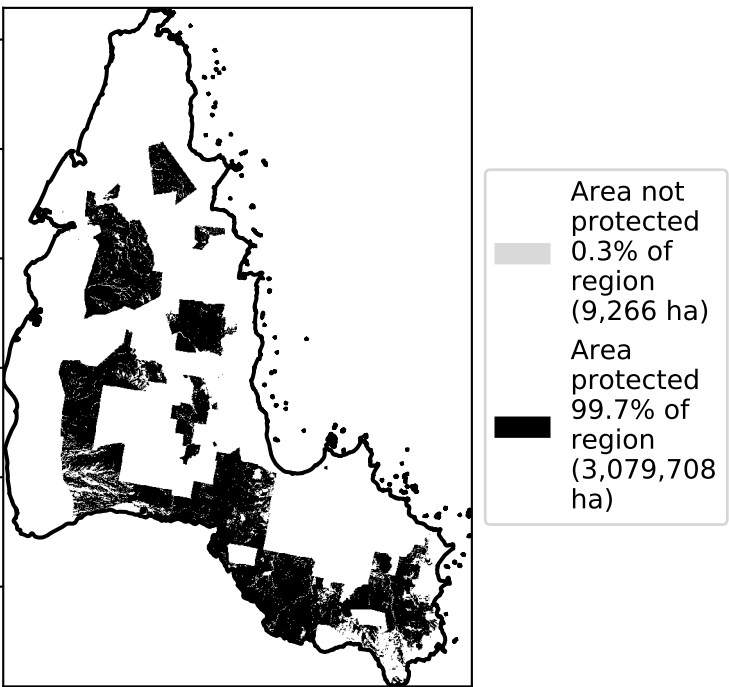 Area not
protected
0.3% of
region
(9,266 ha)
Area
protected
99.7% of
region
(3,079,708
ha)